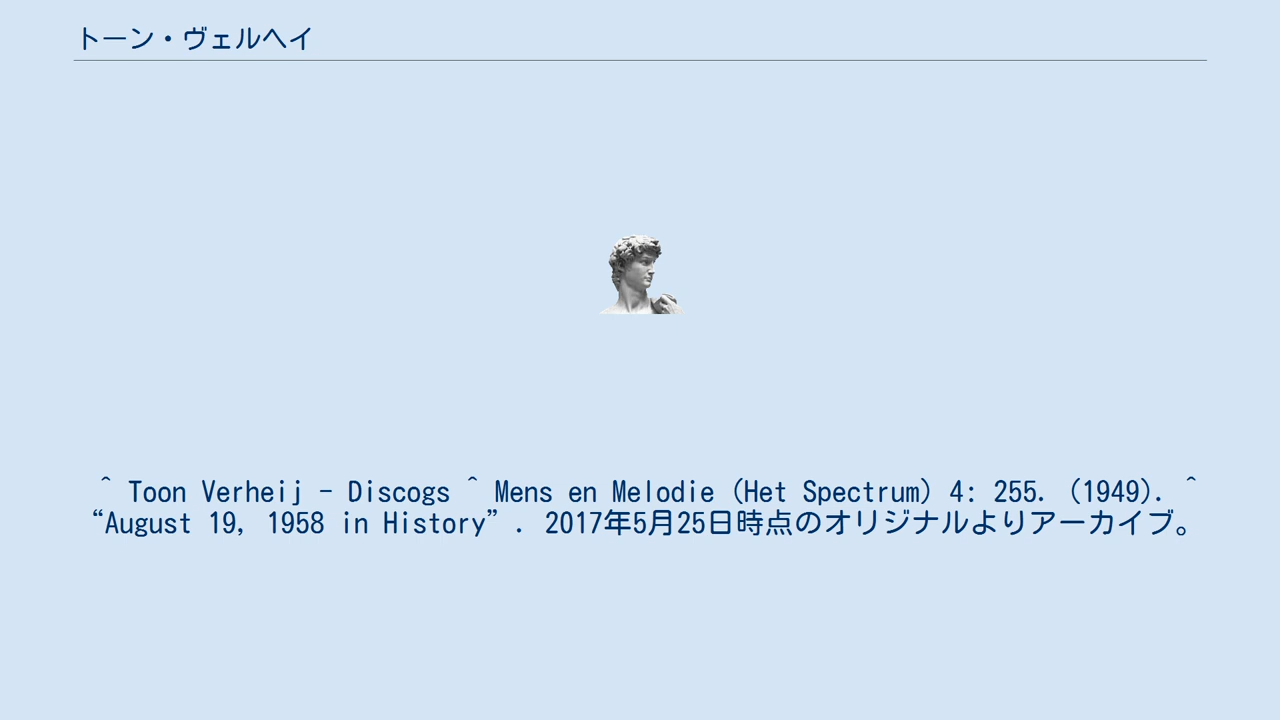 トーン・ヴェルヘイ
^ Toon Verheij - Discogs ^ Mens en Melodie (Het Spectrum) 4: 255. (1949). ^
“August 19, 1958 in History”. 2017年5月25日時点のオリジナルよりアーカイブ。